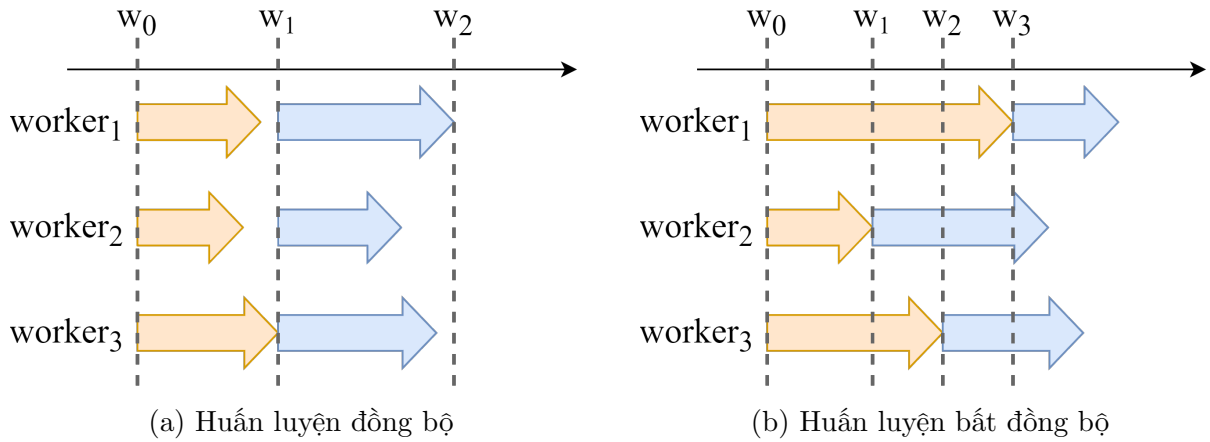 w0 w1 w2
worker1
worker2
worker3
(a) Huấn luyện đồng bộ
w0 w1 w2 w3
worker1
worker2
worker3
(b) Huấn luyện bất đồng bộ